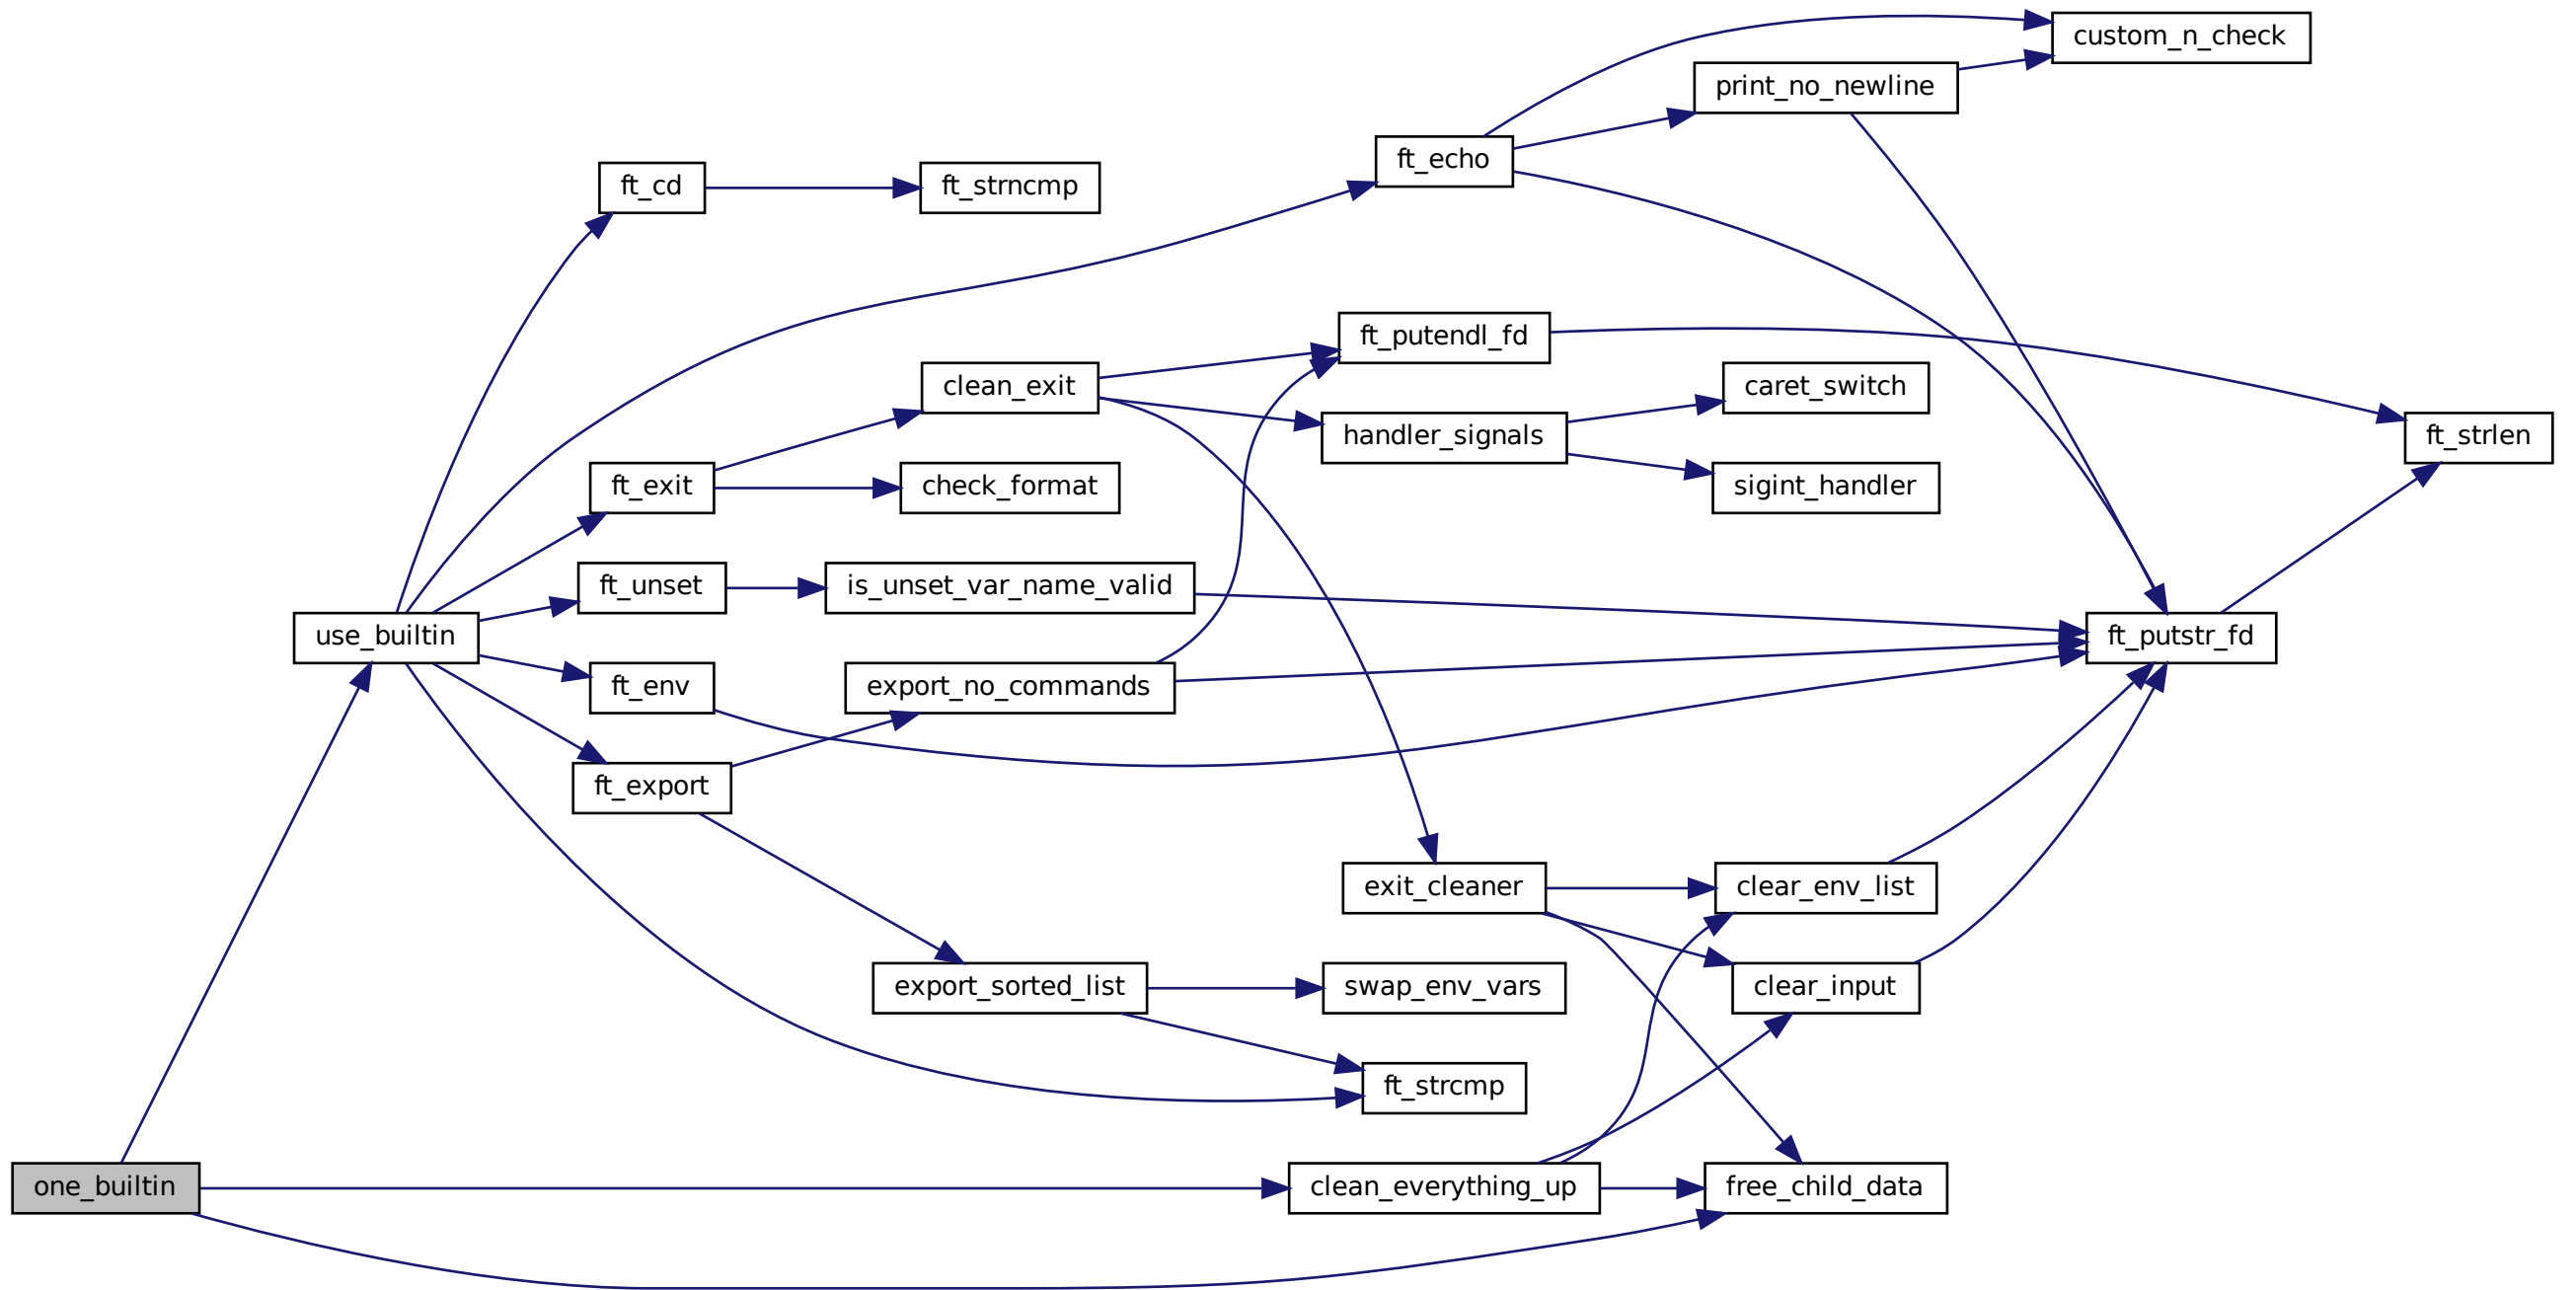 custom_n_check
print_no_newline
ft_echo
ft_cd
ft_strncmp
ft_putendl_fd
clean_exit
caret_switch
handler_signals
ft_strlen
ft_exit
check_format
sigint_handler
ft_unset
is_unset_var_name_valid
use_builtin
ft_putstr_fd
ft_env
export_no_commands
ft_export
exit_cleaner
clear_env_list
export_sorted_list
swap_env_vars
clear_input
ft_strcmp
one_builtin
clean_everything_up
free_child_data